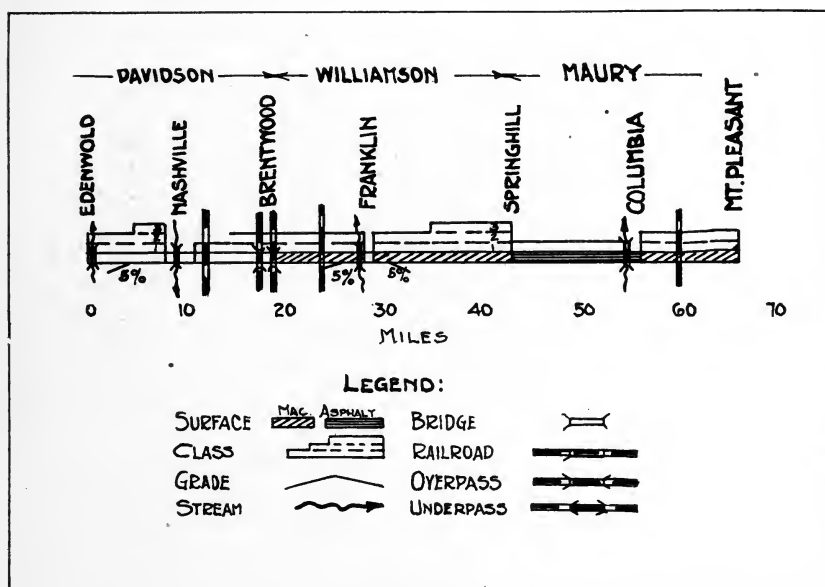 DAVIDSON WILLIAMSON MAURY
EDENWOLD NASHVILLE BRENTWOOD FRANKLIN SPRINGHILL COLUMBIA MT. PLEASANT
5% 5% 5%
0 10 20 30 40 50 60 70
MILES
LEGEND:
MAC. ASPHALT
SURFACE BRIDGE
CLASS RAILROAD
GRADE OVERPASS
STREAM UNDERPASS